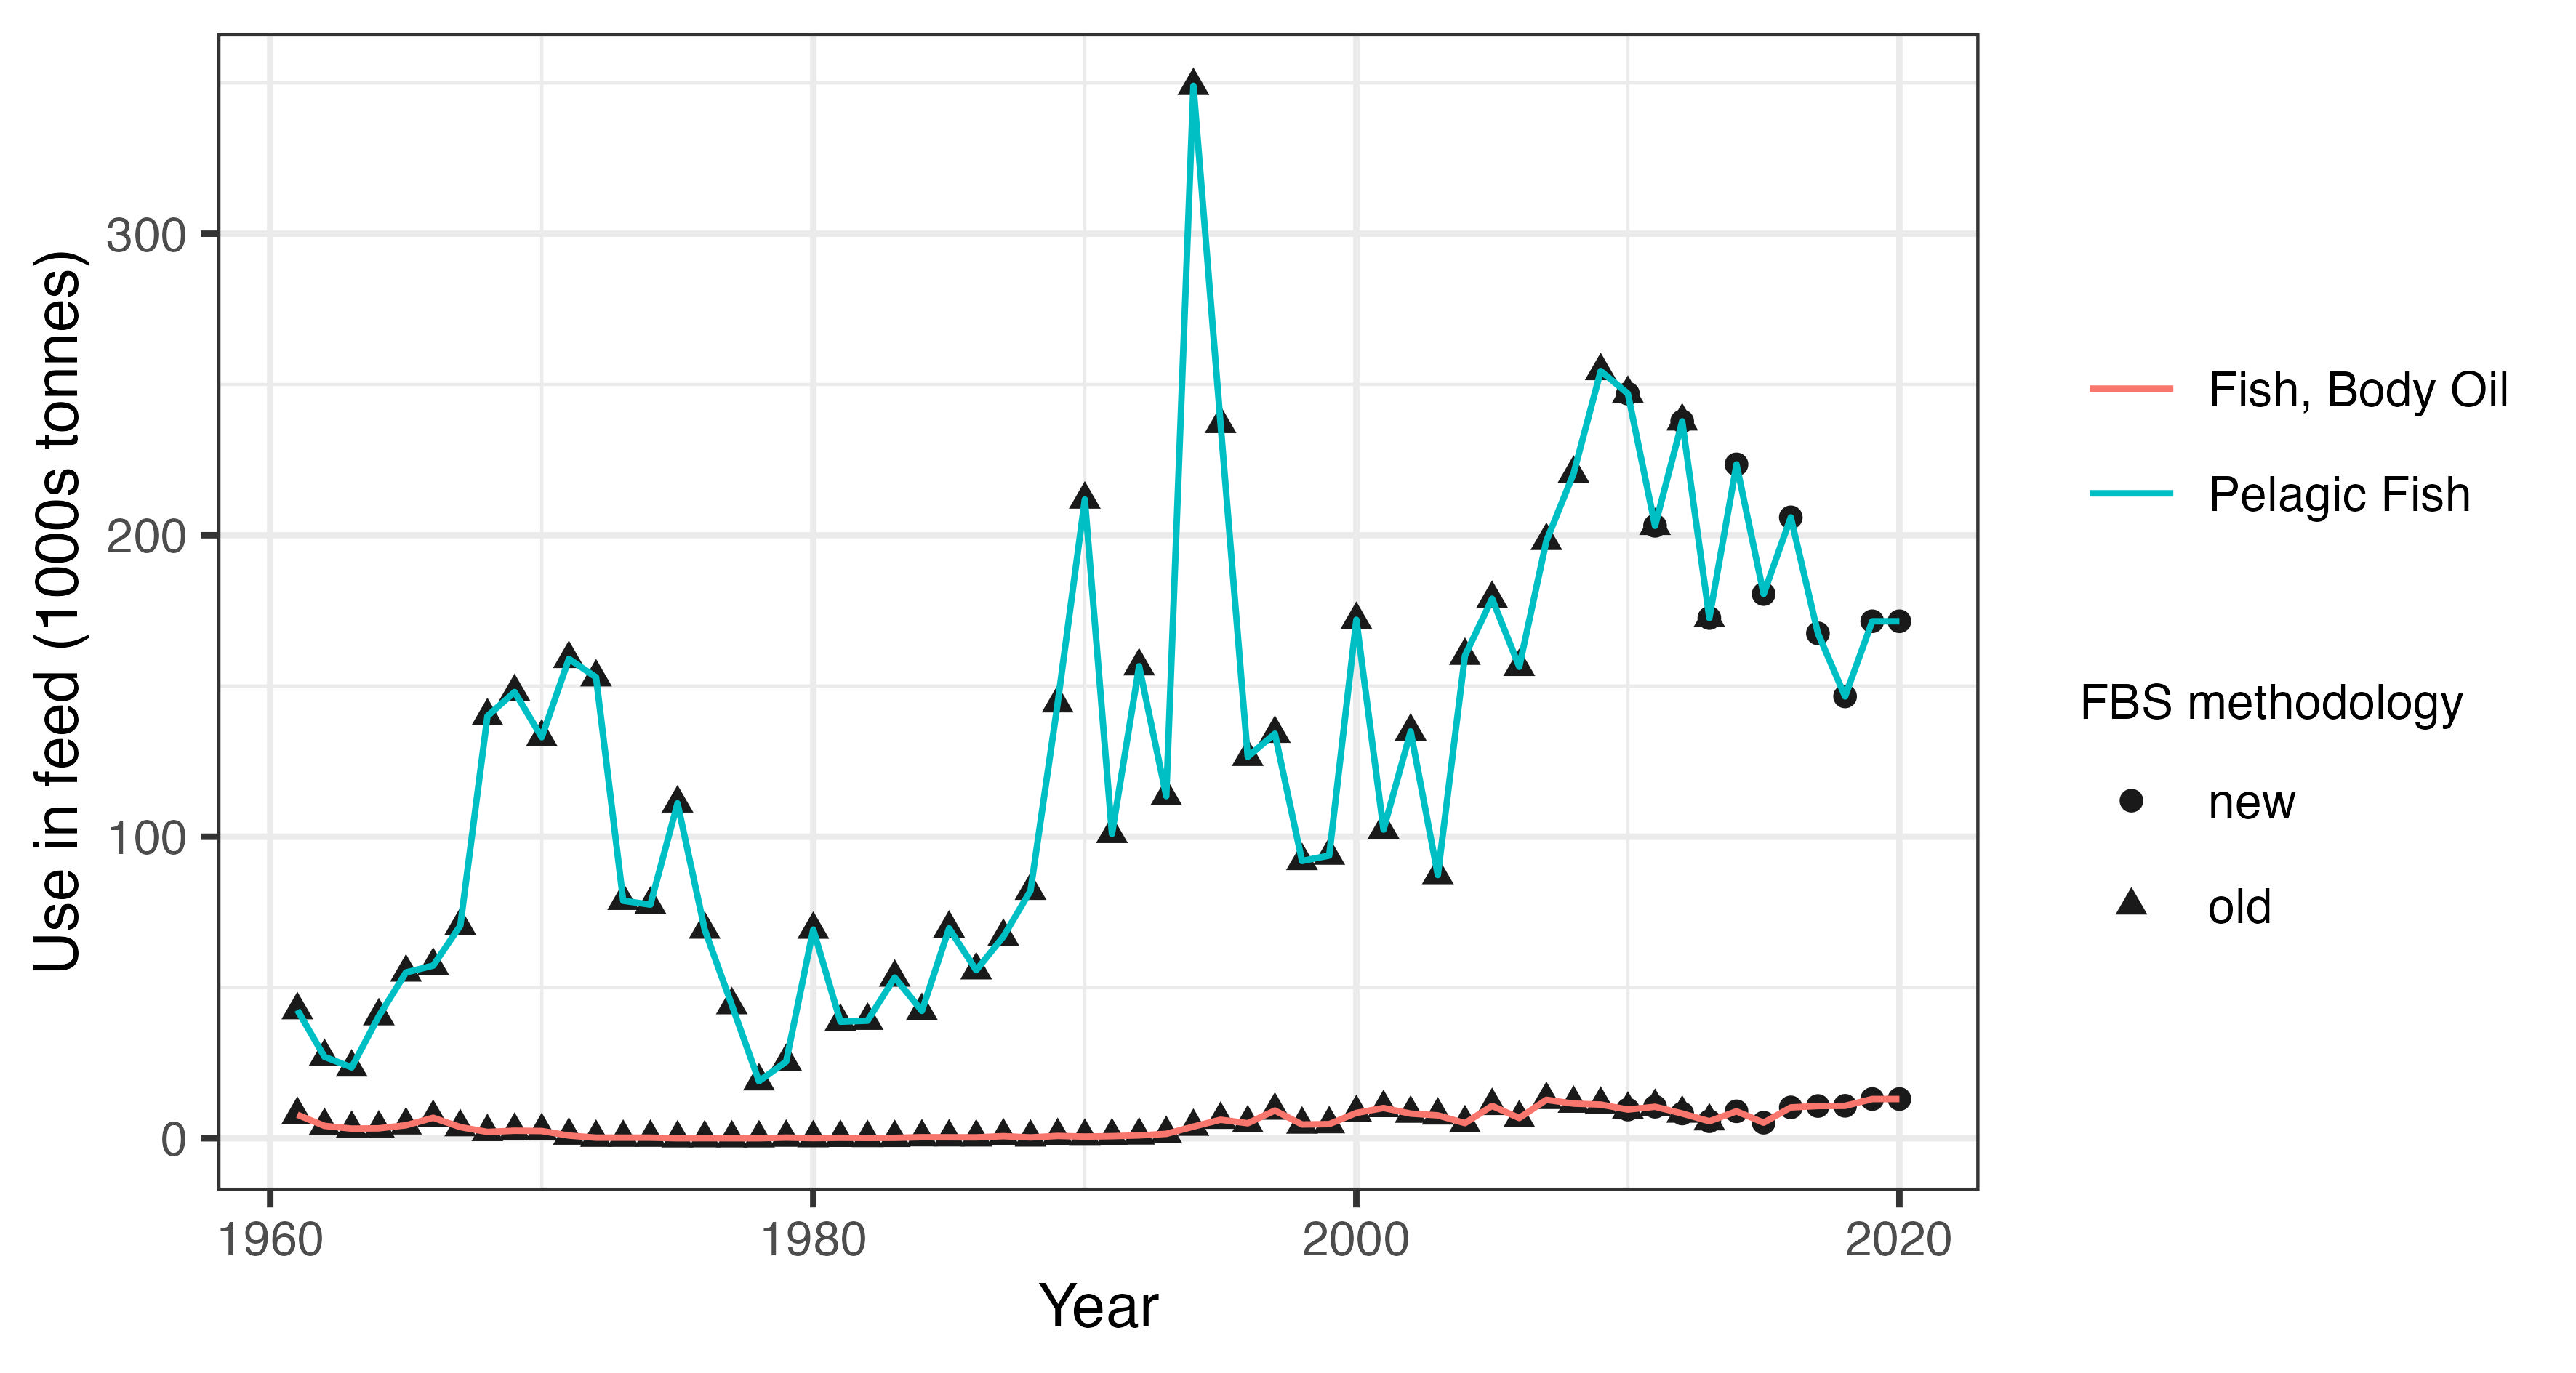 Use in feed (1000s tonnes)
300
200
100
0
1960
1980
2000
2020
Year
Fish, Body Oil
Pelagic Fish
FBS methodology
new
old